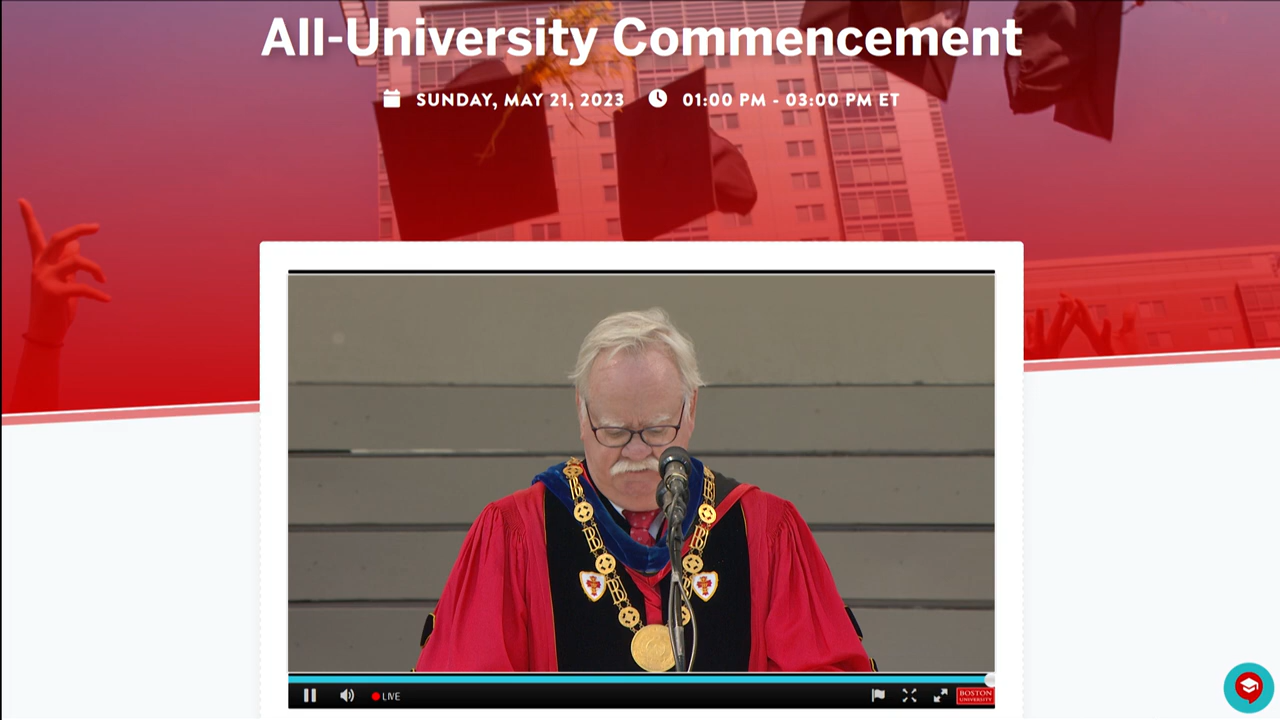 All-University Commencement
SUNDAY, MAY 21, 2023 01:00 PM - 03:00 PM ET
LIVE
BOSTON
UNIVERSITY